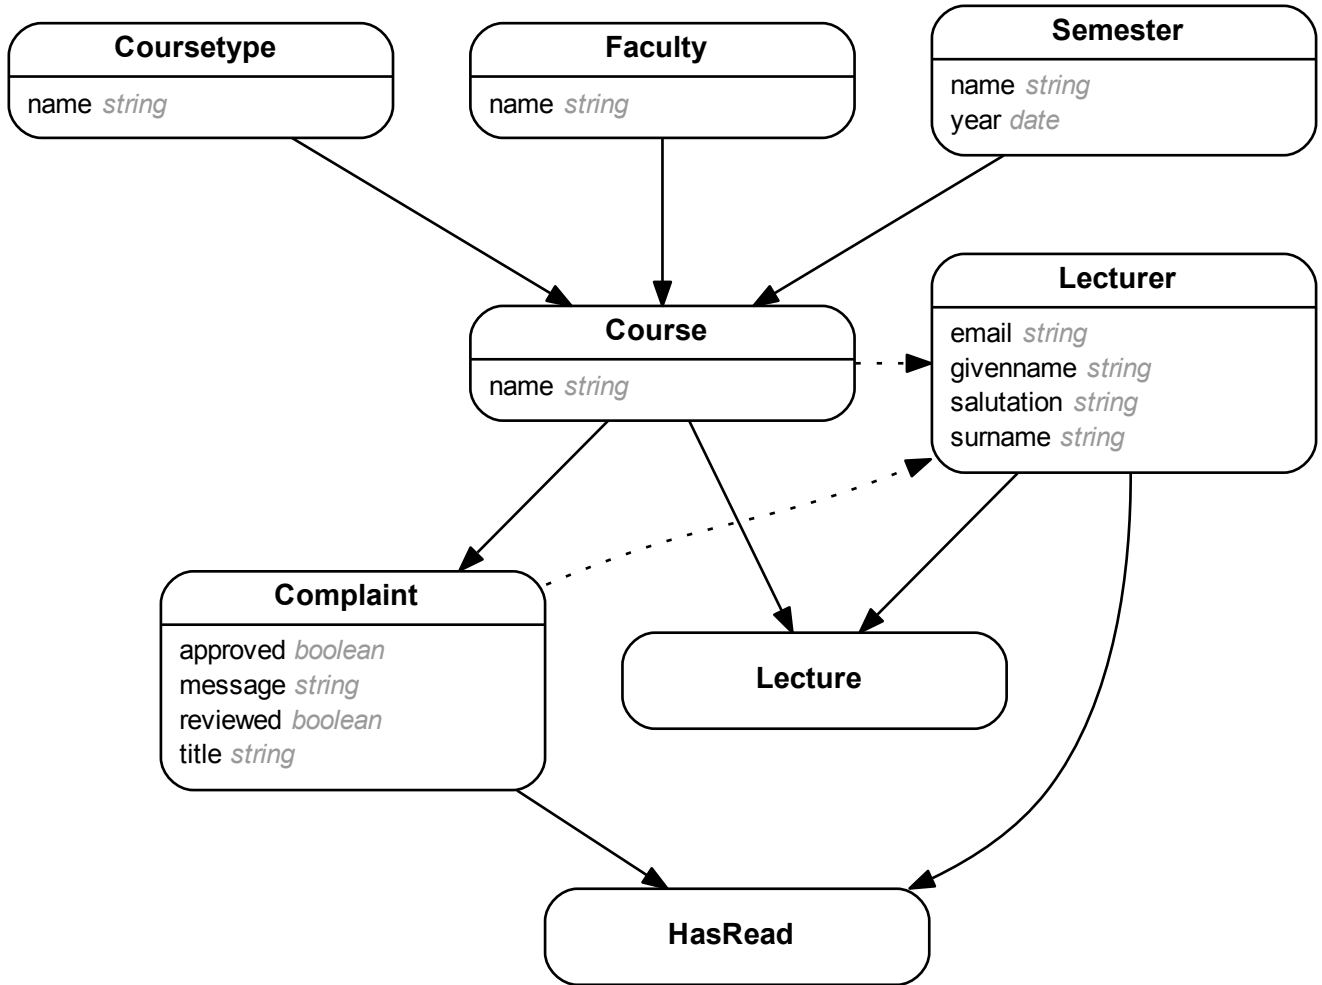 Coursetype
name string
Faculty
name string
Semester
name string
year date
Course
name string
Lecturer
email string
givenname string
salutation string
surname string
Complaint
approved boolean
message string
reviewed boolean
title string
Lecture
HasRead